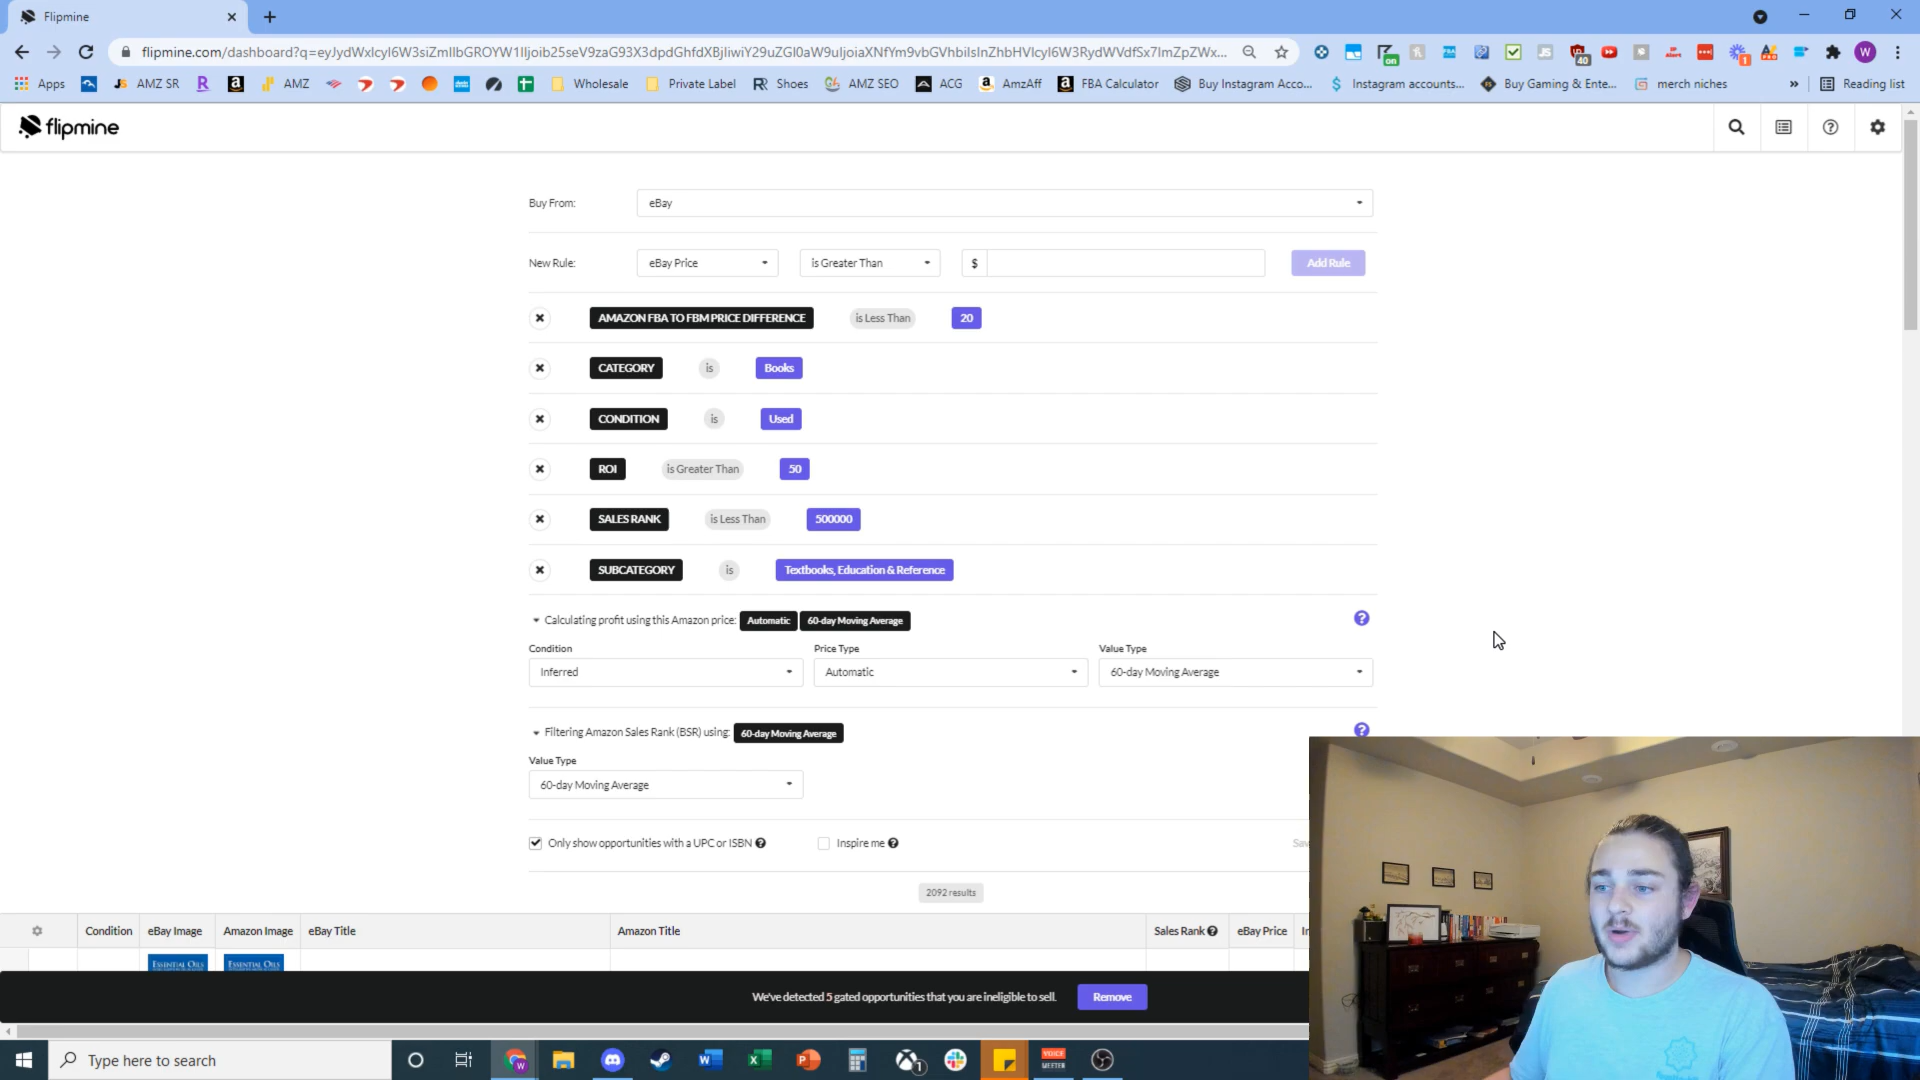 Flipmine
flipmine.com/dashboard?q=eyJydWxlcyI6W3siZmllbGROYW1lIjoib25seV9zaG93X3dpdGhfdXBjIiwiY29uZGl0aW9uIjoiaXNfYm9vbGVhbiIsInZhbHVlcyI6W3RydWVdfSx7ImZpZWx...
40
on
1
W
Apps
AMZ SR
AMZ
Wholesale
Private Label
Shoes
AMZ SEO
ACG
AmzAff
FBA Calculator
Buy Instagram Acco...
Instagram accounts...
Buy Gaming & Ente...
merch niches
»
Reading list
flipmine
Buy From:
eBay
New Rule:
eBay Price
is Greater Than
$
Add Rule
AMAZON FBA TO FBM PRICE DIFFERENCE is Less Than 20
CATEGORY is Books
CONDITION is Used
ROI is Greater Than 50
SALES RANK is Less Than 500000
SUBCATEGORY is Textbooks, Education & Reference
Calculating profit using this Amazon price: Automatic 60-day Moving Average
Condition
Price Type
Value Type
Inferred
Automatic
60-day Moving Average
Filtering Amazon Sales Rank (BSR) using: 60-day Moving Average
Value Type
60-day Moving Average
Only show opportunities with a UPC or ISBN
Inspire me
2092 results
Condition
eBay Image
Amazon Image
eBay Title
Amazon Title
Sales Rank
eBay Price
ESSENTIAL OILS
ESSENTIAL OILS
We've detected 5 gated opportunities that you are ineligible to sell.
Remove
Type here to search